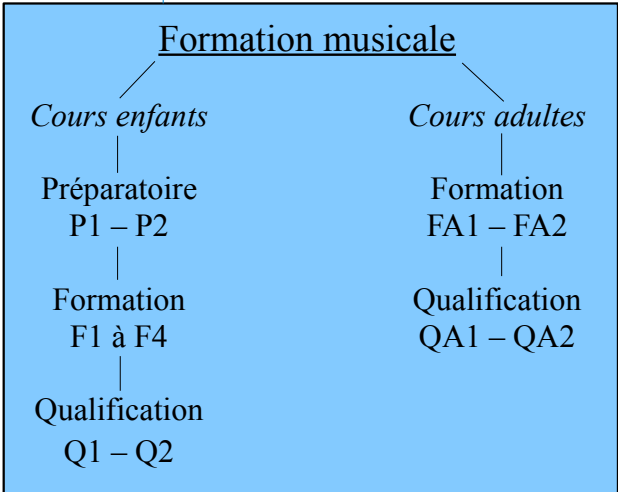 Formation musicale
Cours enfants
Préparatoire
P1 – P2
Formation
F1 à F4
Qualification
Q1 – Q2
Cours adultes
Formation
FA1 – FA2
Qualification
QA1 – QA2